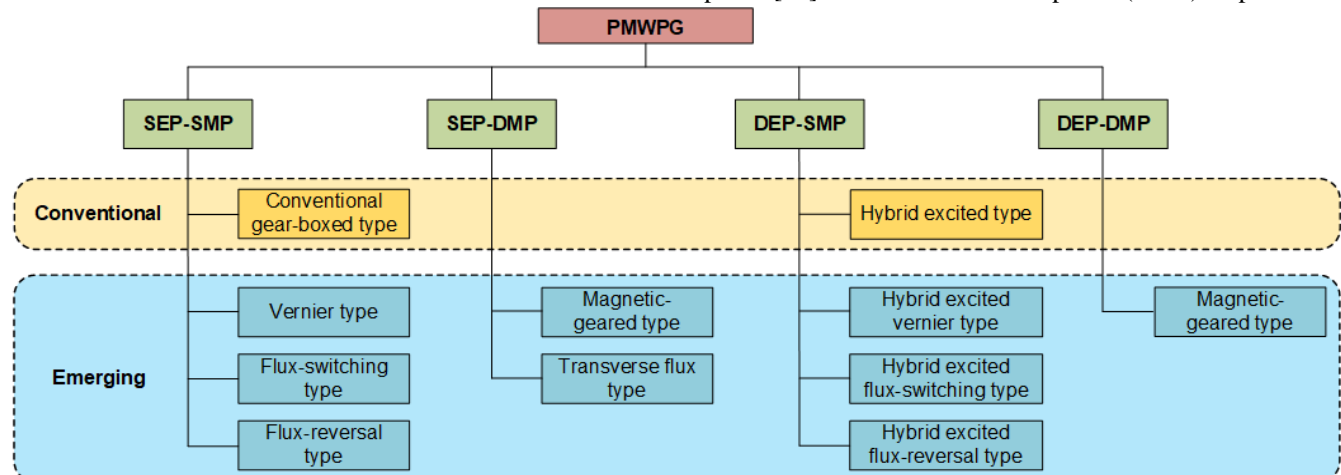 PMWPG
SEP-SMP
SEP-DMP
DEP-SMP
DEP-DMP
Conventional
Conventional
gear-boxed type
Hybrid excited type
Emerging
Vernier type
Flux-switching
type
Flux-reversal
type
Magnetic-
geared type
Transverse flux
type
Hybrid excited
vernier type
Hybrid excited
flux-switching type
Hybrid excited
flux-reversal type
Magnetic-
geared type